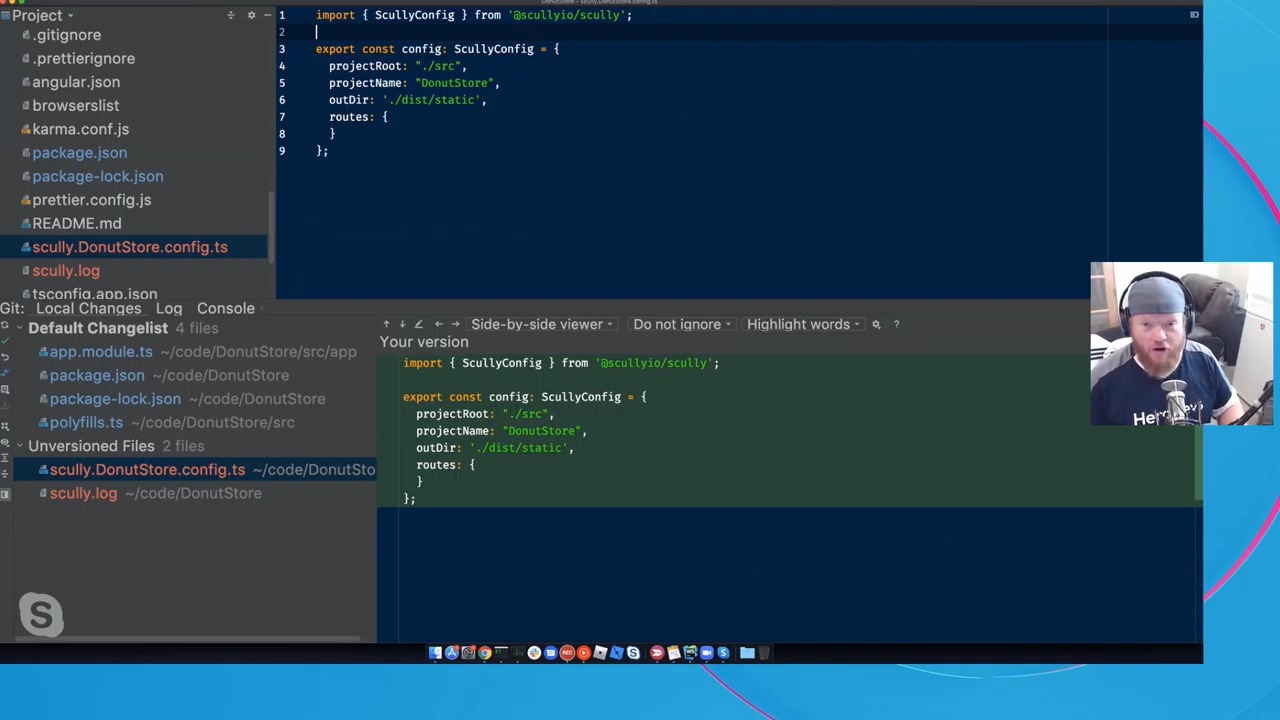 DonutStore – scully.DonutStore.config.ts
Project
.gitignore
.prettierignore
angular.json
browserslist
karma.conf.js
package.json
package-lock.json
prettier.config.js
README.md
scully.DonutStore.config.ts
scully.log
tsconfig.app.json
1 import { ScullyConfig } from '@scullyio/scully';
2
3 export const config: ScullyConfig = {
4 projectRoot: "./src",
5 projectName: "DonutStore",
6 outDir: './dist/static',
7 routes: {
8 }
9 };
Git: Local Changes Log Console
Default Changelist 4 files
app.module.ts ~/code/DonutStore/src/app
package.json ~/code/DonutStore
package-lock.json ~/code/DonutStore
polyfills.ts ~/code/DonutStore/src
Unversioned Files 2 files
scully.DonutStore.config.ts ~/code/DonutSto
scully.log ~/code/DonutStore
Side-by-side viewer Do not ignore Highlight words ?
Your version
import { ScullyConfig } from '@scullyio/scully';
export const config: ScullyConfig = {
projectRoot: "./src",
projectName: "DonutStore",
outDir: './dist/static',
routes: {
}
};
S
REC